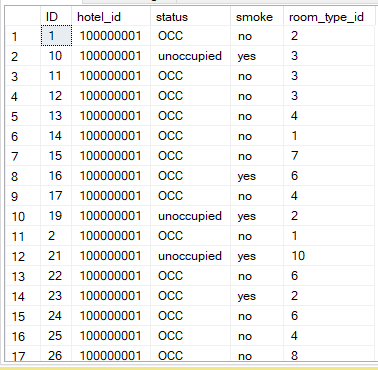 ID hotel_id status smoke room_type_id
1 1 100000001 OCC no 2
2 10 100000001 unoccupied yes 3
3 11 100000001 OCC no 3
4 12 100000001 OCC no 3
5 13 100000001 OCC no 4
6 14 100000001 OCC no 1
7 15 100000001 OCC no 7
8 16 100000001 OCC yes 6
9 17 100000001 OCC no 4
10 19 100000001 unoccupied yes 2
11 2 100000001 OCC no 1
12 21 100000001 unoccupied yes 10
13 22 100000001 OCC no 6
14 23 100000001 OCC yes 2
15 24 100000001 OCC no 6
16 25 100000001 OCC no 4
17 26 100000001 OCC no 8